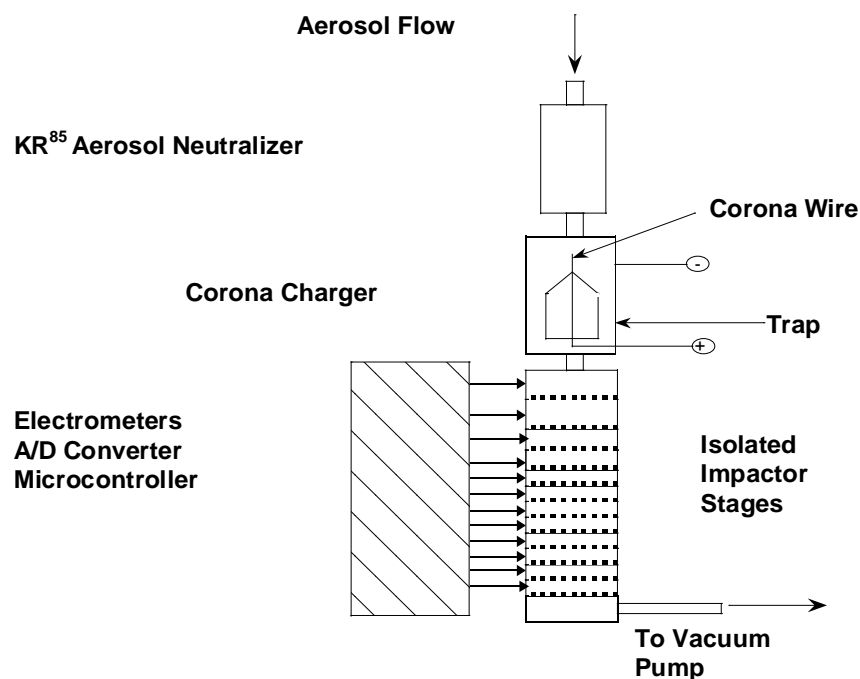 Aerosol Flow
KR⁸⁵ Aerosol Neutralizer
Corona Wire
-
Corona Charger
Trap
+
Electrometers
A/D Converter
Microcontroller
Isolated
Impactor
Stages
To Vacuum
Pump